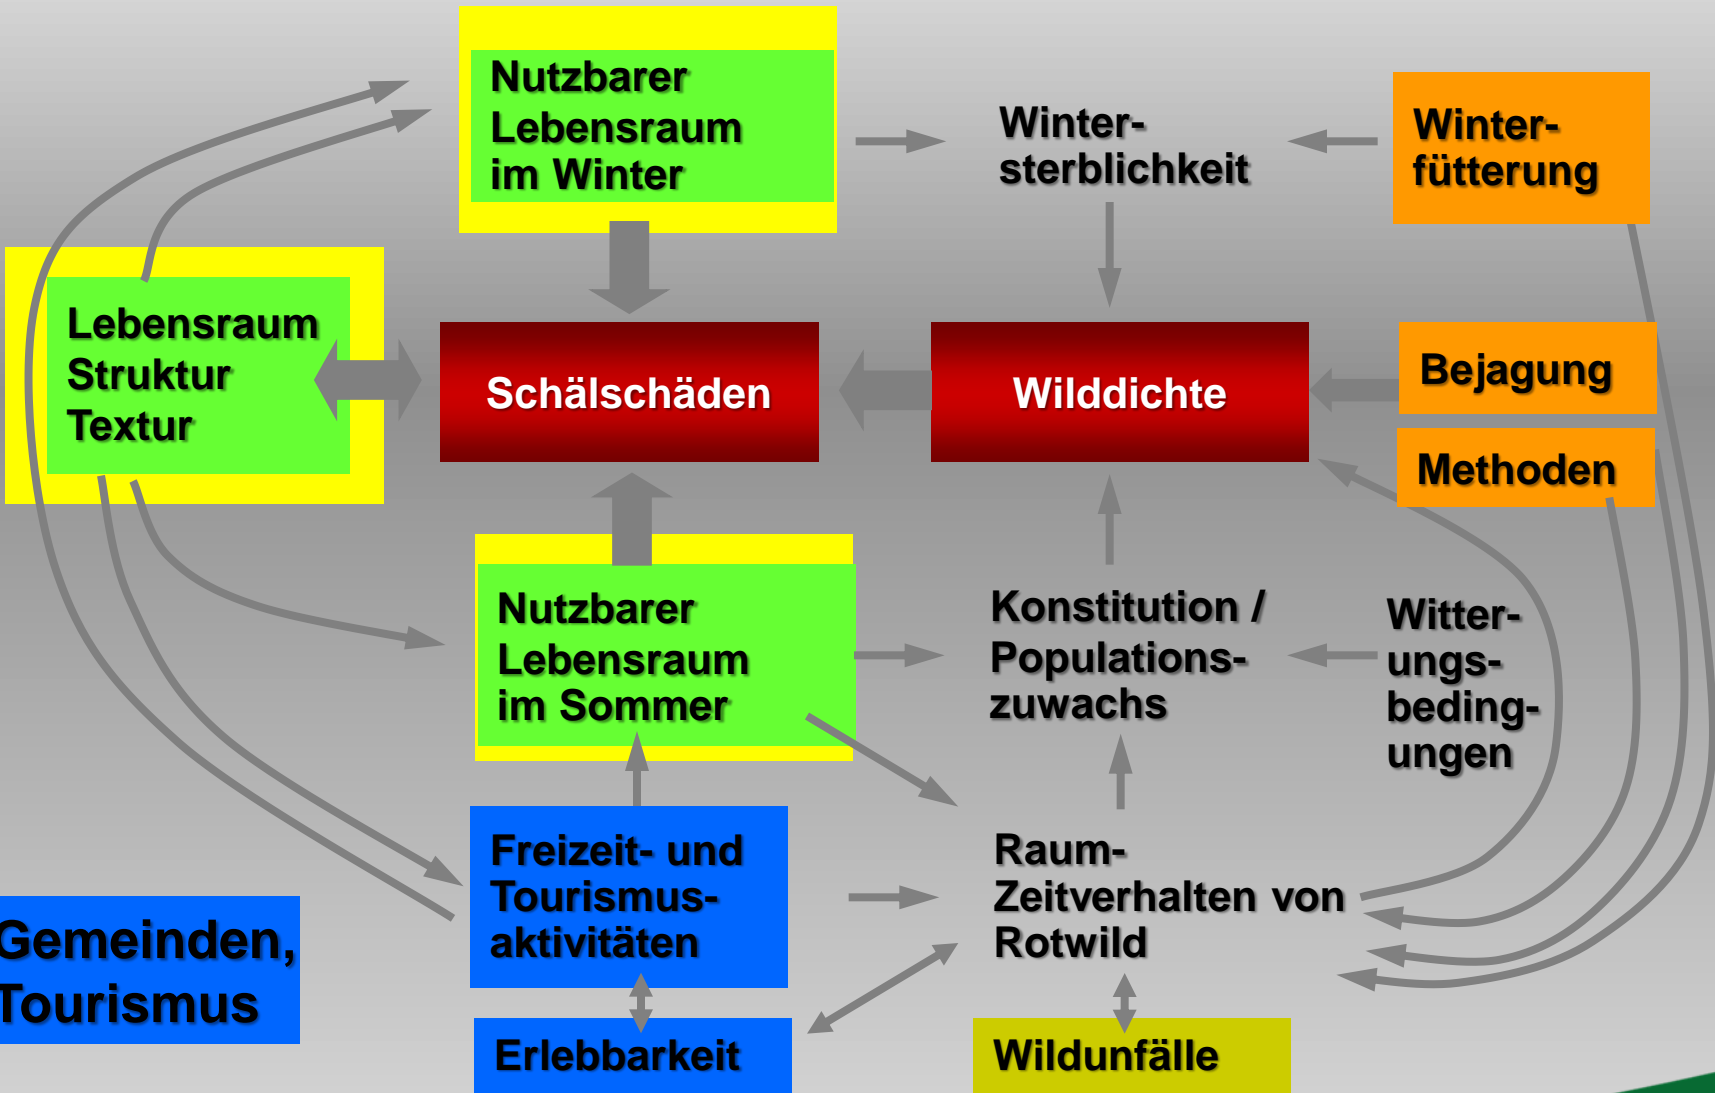 Nutzbarer
Lebensraum
im Winter
Winter-
sterblichkeit
Winter-
fütterung
Lebensraum
Struktur
Textur
Schälschäden
Wilddichte
Bejagung
Methoden
Nutzbarer
Lebensraum
im Sommer
Konstitution /
Populations-
zuwachs
Witter-
ungs-
beding-
ungen
Freizeit- und
Tourismus-
aktivitäten
Raum-
Zeitverhalten von
Rotwild
Gemeinden,
Tourismus
Erlebbarkeit
Wildunfälle